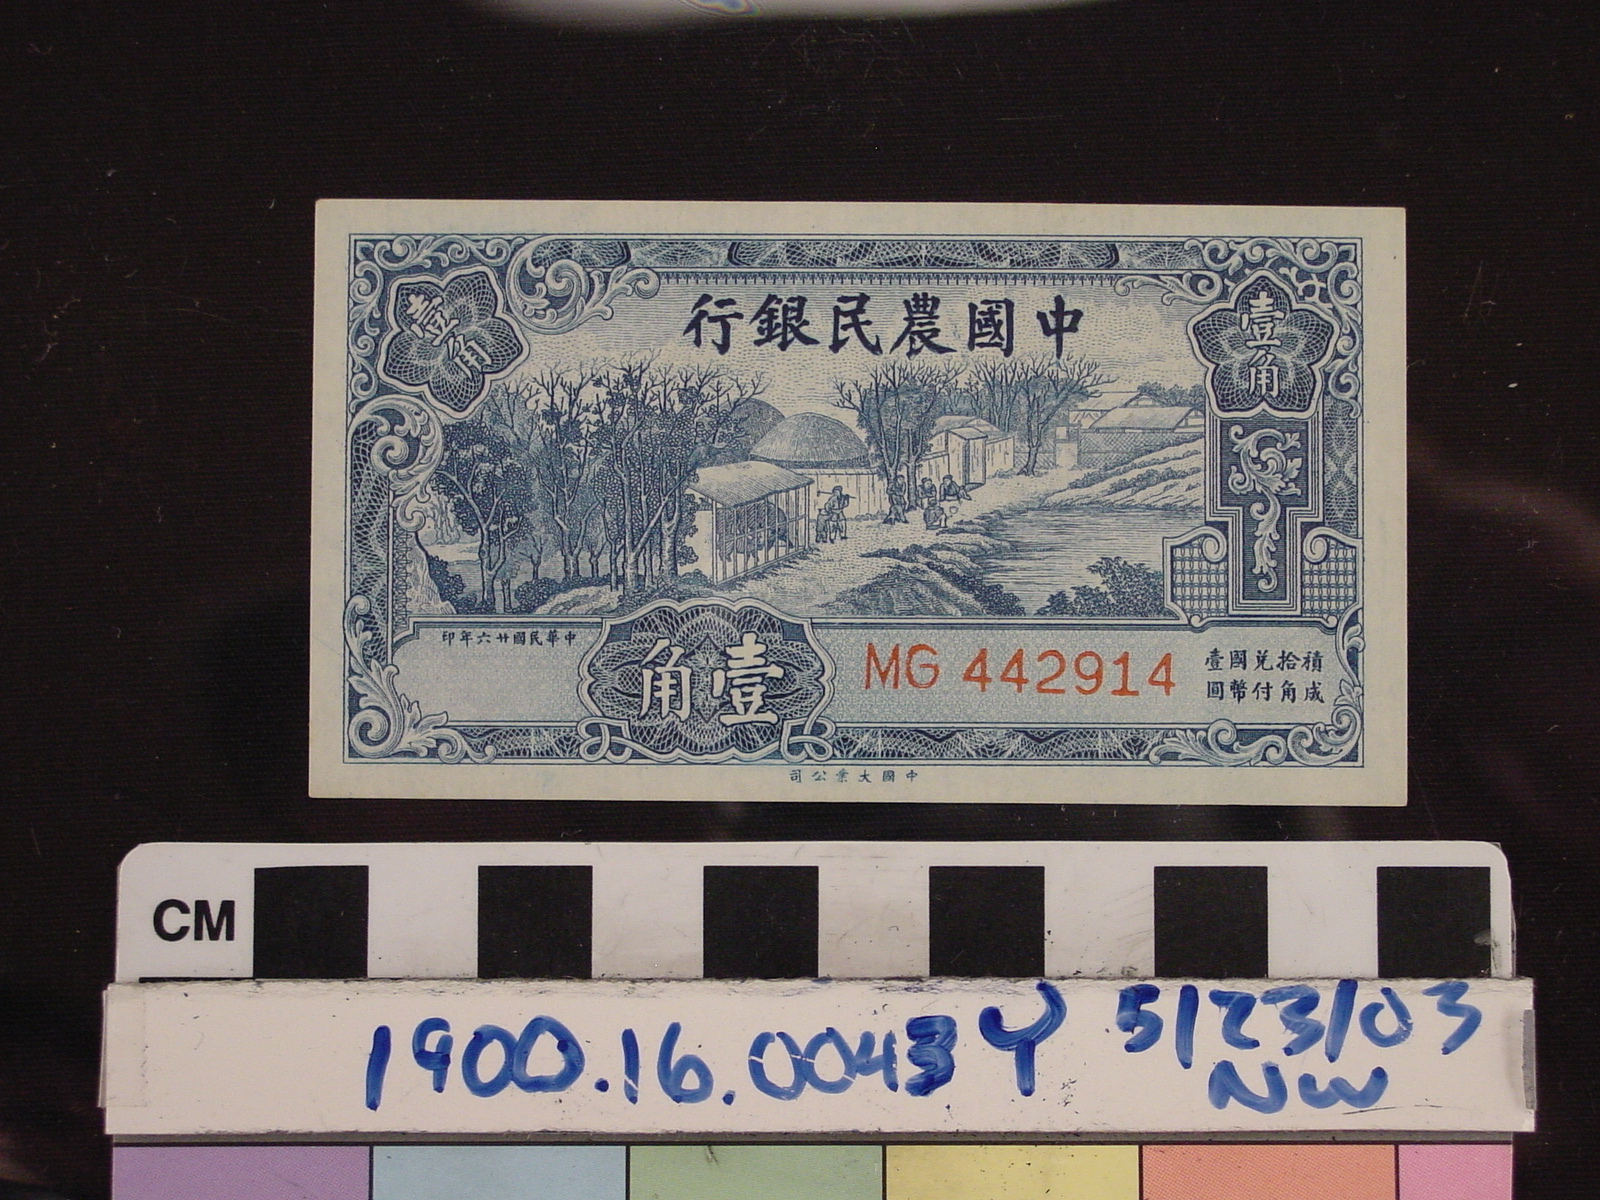 中國農民銀行
壹角
壹角
中華民國廿六年印
壹角
MG 442914
積拾兌國壹
成角付幣圓
中國大業公司
CM
1900.16.0043 Y 5/23/03
NW